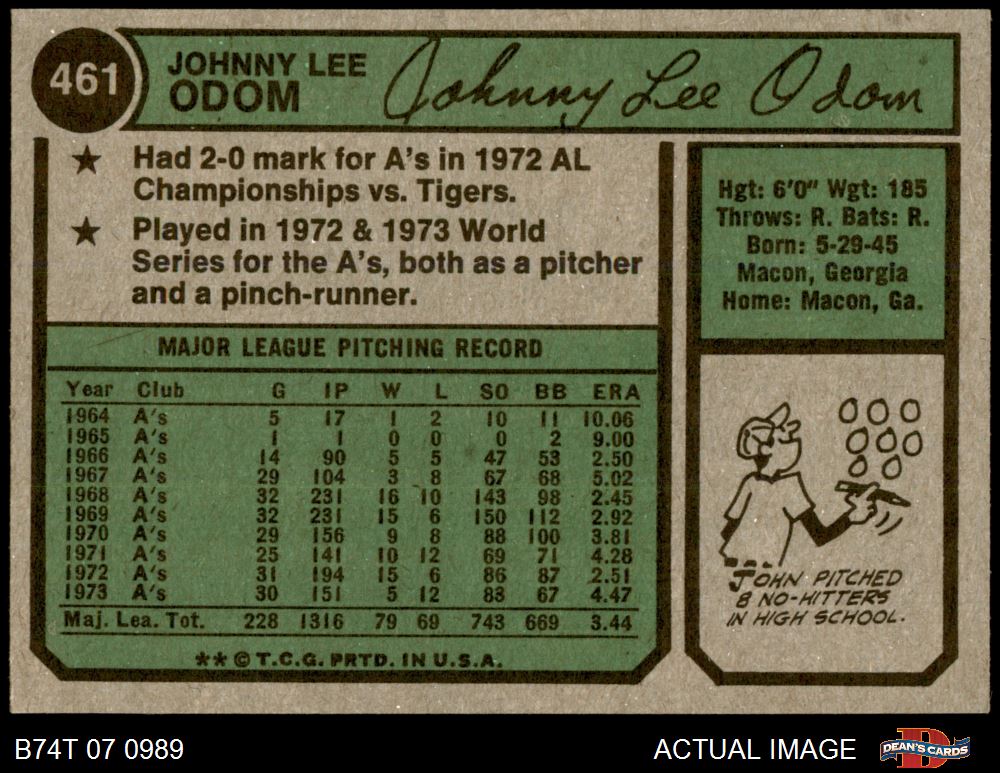 461
JOHNNY LEE
ODOM
Johnny Lee Odom
★ Had 2-0 mark for A's in 1972 AL
Championships vs. Tigers.
★ Played in 1972 & 1973 World
Series for the A's, both as a pitcher
and a pinch-runner.
Hgt: 6'0" Wgt: 185
Throws: R. Bats: R.
Born: 5-29-45
Macon, Georgia
Home: Macon, Ga.
MAJOR LEAGUE PITCHING RECORD
Year Club G IP W L SO BB ERA
1964 A's 5 17 1 2 10 11 10.06
1965 A's 1 1 0 0 0 2 9.00
1966 A's 14 90 5 5 47 53 2.50
1967 A's 29 104 3 8 67 68 5.02
1968 A's 32 231 16 10 143 98 2.45
1969 A's 32 231 15 6 150 112 2.92
1970 A's 29 156 9 8 88 100 3.81
1971 A's 25 141 10 12 69 71 4.28
1972 A's 31 194 15 6 86 87 2.51
1973 A's 30 151 5 12 83 67 4.47
Maj. Lea. Tot. 228 1316 79 69 743 669 3.44
** © T.C.G. PRTD. IN U.S.A.
JOHN PITCHED
8 NO-HITTERS
IN HIGH SCHOOL.
B74T 07 0989
ACTUAL IMAGE
D
DEAN'S CARDS